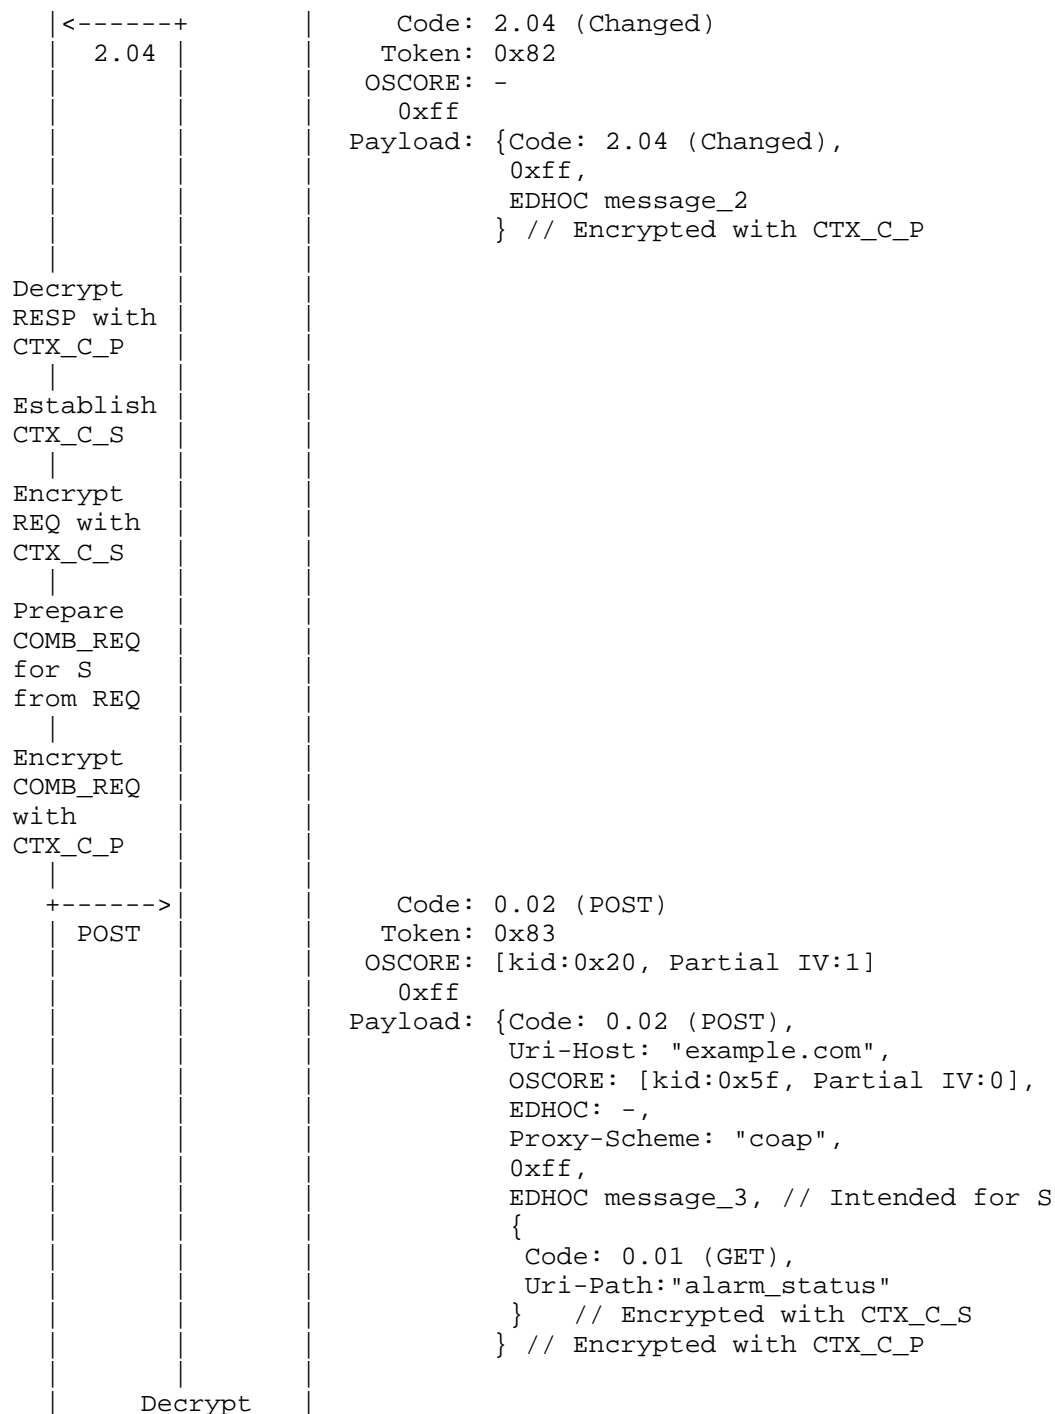 |<------+       |     Code: 2.04 (Changed)
|  2.04 |       |    Token: 0x82
|       |       |   OSCORE: -
|       |       |     0xff
|       |       |  Payload: {Code: 2.04 (Changed),
|       |       |            0xff,
|       |       |            EDHOC message_2
|       |       |           } // Encrypted with CTX_C_P
|       |       |
Decrypt    |       |
RESP with  |       |
CTX_C_P    |       |
|       |       |
Establish  |       |
CTX_C_S    |       |
|       |       |
Encrypt    |       |
REQ with   |       |
CTX_C_S    |       |
|       |       |
Prepare    |       |
COMB_REQ   |       |
for S      |       |
from REQ   |       |
|       |       |
Encrypt    |       |
COMB_REQ   |       |
with       |       |
CTX_C_P    |       |
|       |       |
+------>|       |     Code: 0.02 (POST)
| POST  |       |    Token: 0x83
|       |       |   OSCORE: [kid:0x20, Partial IV:1]
|       |       |     0xff
|       |       |  Payload: {Code: 0.02 (POST),
|       |       |            Uri-Host: "example.com",
|       |       |            OSCORE: [kid:0x5f, Partial IV:0],
|       |       |            EDHOC: -,
|       |       |            Proxy-Scheme: "coap",
|       |       |            0xff,
|       |       |            EDHOC message_3, // Intended for S
|       |       |            {
|       |       |             Code: 0.01 (GET),
|       |       |             Uri-Path:"alarm_status"
|       |       |            }   // Encrypted with CTX_C_S
|       |       |           } // Encrypted with CTX_C_P
|       |       |
|     Decrypt   |